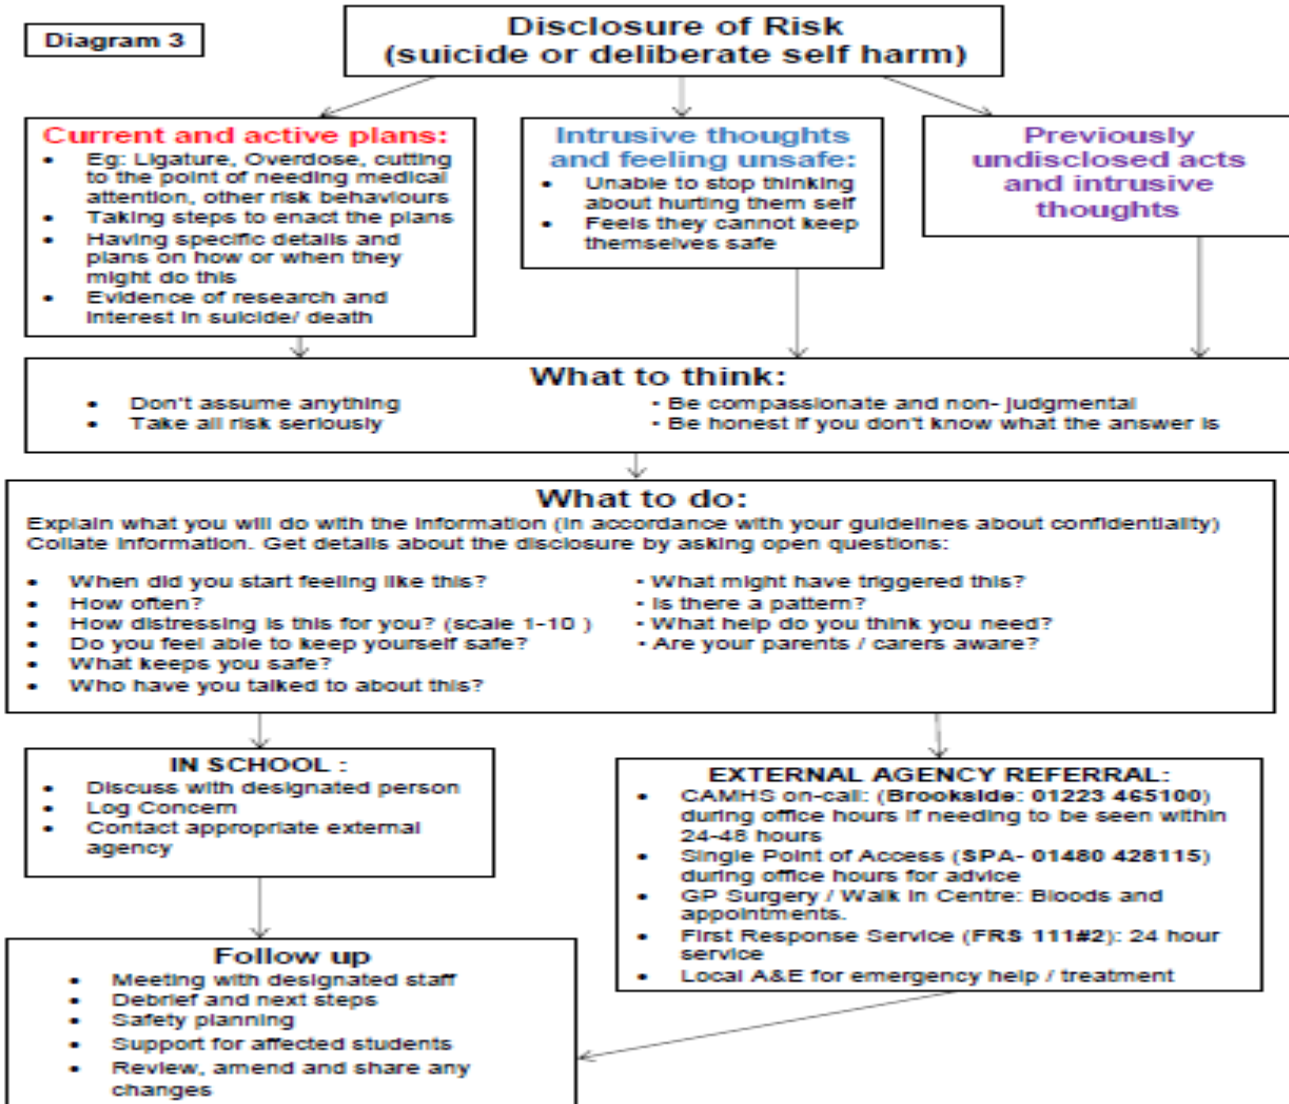 Diagram 3
Disclosure of Risk
(suicide or deliberate self harm)
Current and active plans:
• Eg: Ligature, Overdose, cutting
to the point of needing medical
attention, other risk behaviours
• Taking steps to enact the plans
• Having specific details and
plans on how or when they
might do this
• Evidence of research and
interest in suicide/ death
Intrusive thoughts
and feeling unsafe:
• Unable to stop thinking
about hurting them self
• Feels they cannot keep
themselves safe
Previously
undisclosed acts
and intrusive
thoughts
What to think:
• Don't assume anything
• Take all risk seriously
• Be compassionate and non- judgmental
• Be honest if you don't know what the answer is
What to do:
Explain what you will do with the information (in accordance with your guidelines about confidentiality)
Collate information. Get details about the disclosure by asking open questions:
• When did you start feeling like this?
• How often?
• How distressing is this for you? (scale 1-10 )
• Do you feel able to keep yourself safe?
• What keeps you safe?
• Who have you talked to about this?
• What might have triggered this?
• Is there a pattern?
• What help do you think you need?
• Are your parents / carers aware?
IN SCHOOL :
• Discuss with designated person
• Log Concern
• Contact appropriate external
agency
EXTERNAL AGENCY REFERRAL:
• CAMHS on-call: (Brookside: 01223 465100)
during office hours if needing to be seen within
24-48 hours
• Single Point of Access (SPA- 01480 428115)
during office hours for advice
• GP Surgery / Walk in Centre: Bloods and
appointments.
• First Response Service (FRS 111#2): 24 hour
service
• Local A&E for emergency help / treatment
Follow up
• Meeting with designated staff
• Debrief and next steps
• Safety planning
• Support for affected students
• Review, amend and share any
changes